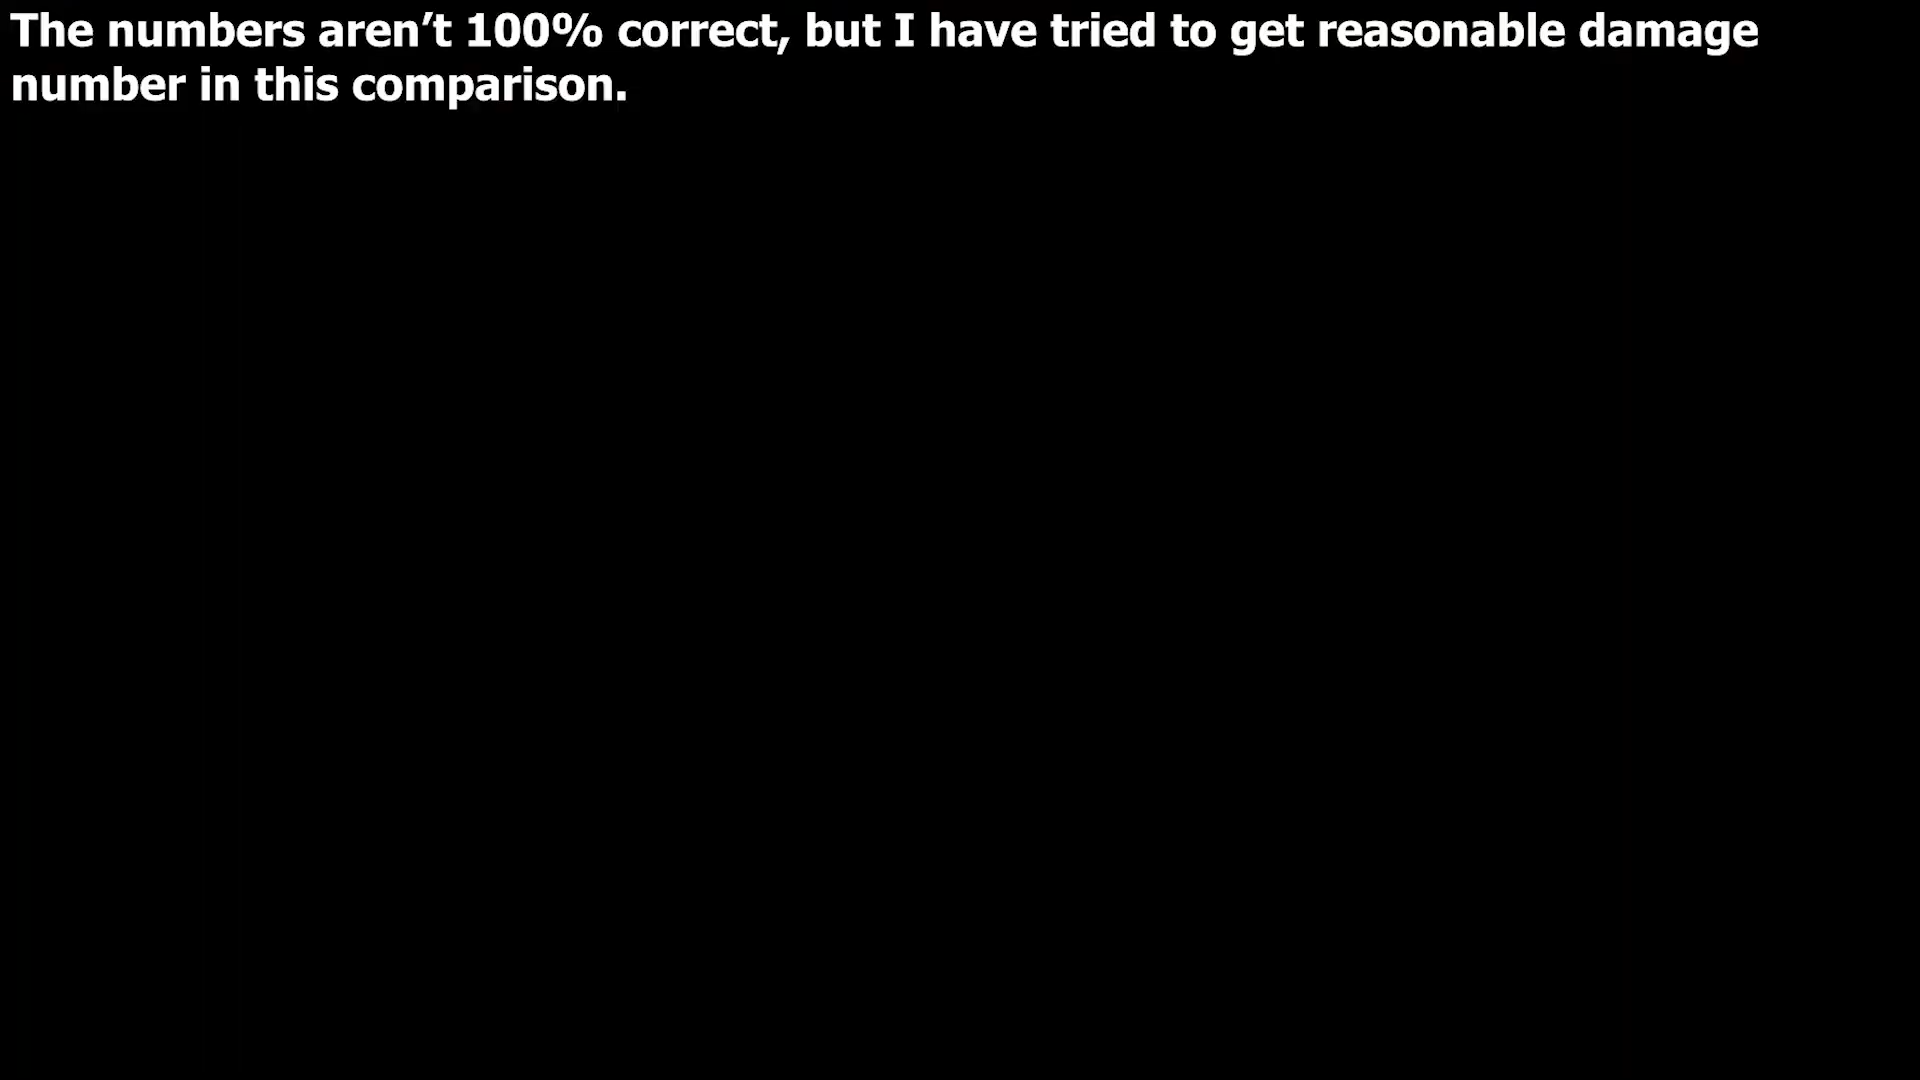 The numbers aren’t 100% correct, but I have tried to get reasonable damage
number in this comparison.